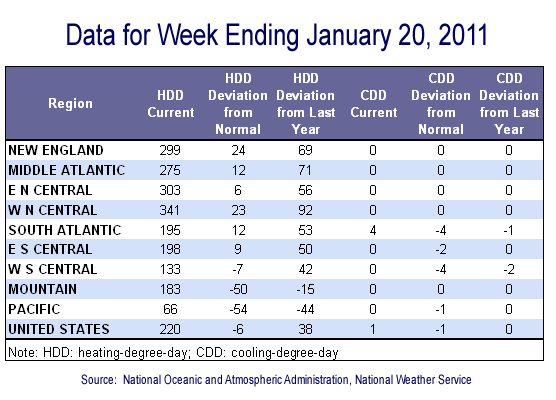 Data for Week Ending January 20, 2011
Region HDD Current HDD Deviation from Normal HDD Deviation from Last Year CDD Current CDD Deviation from Normal CDD Deviation from Last Year
NEW ENGLAND 299 24 69 0 0 0
MIDDLE ATLANTIC 275 12 71 0 0 0
E N CENTRAL 303 6 56 0 0 0
W N CENTRAL 341 23 92 0 0 0
SOUTH ATLANTIC 195 12 53 4 -4 -1
E S CENTRAL 198 9 50 0 -2 0
W S CENTRAL 133 -7 42 0 -4 -2
MOUNTAIN 183 -50 -15 0 0 0
PACIFIC 66 -54 -44 0 -1 0
UNITED STATES 220 -6 38 1 -1 0
Note: HDD: heating-degree-day; CDD: cooling-degree-day
Source: National Oceanic and Atmospheric Administration, National Weather Service